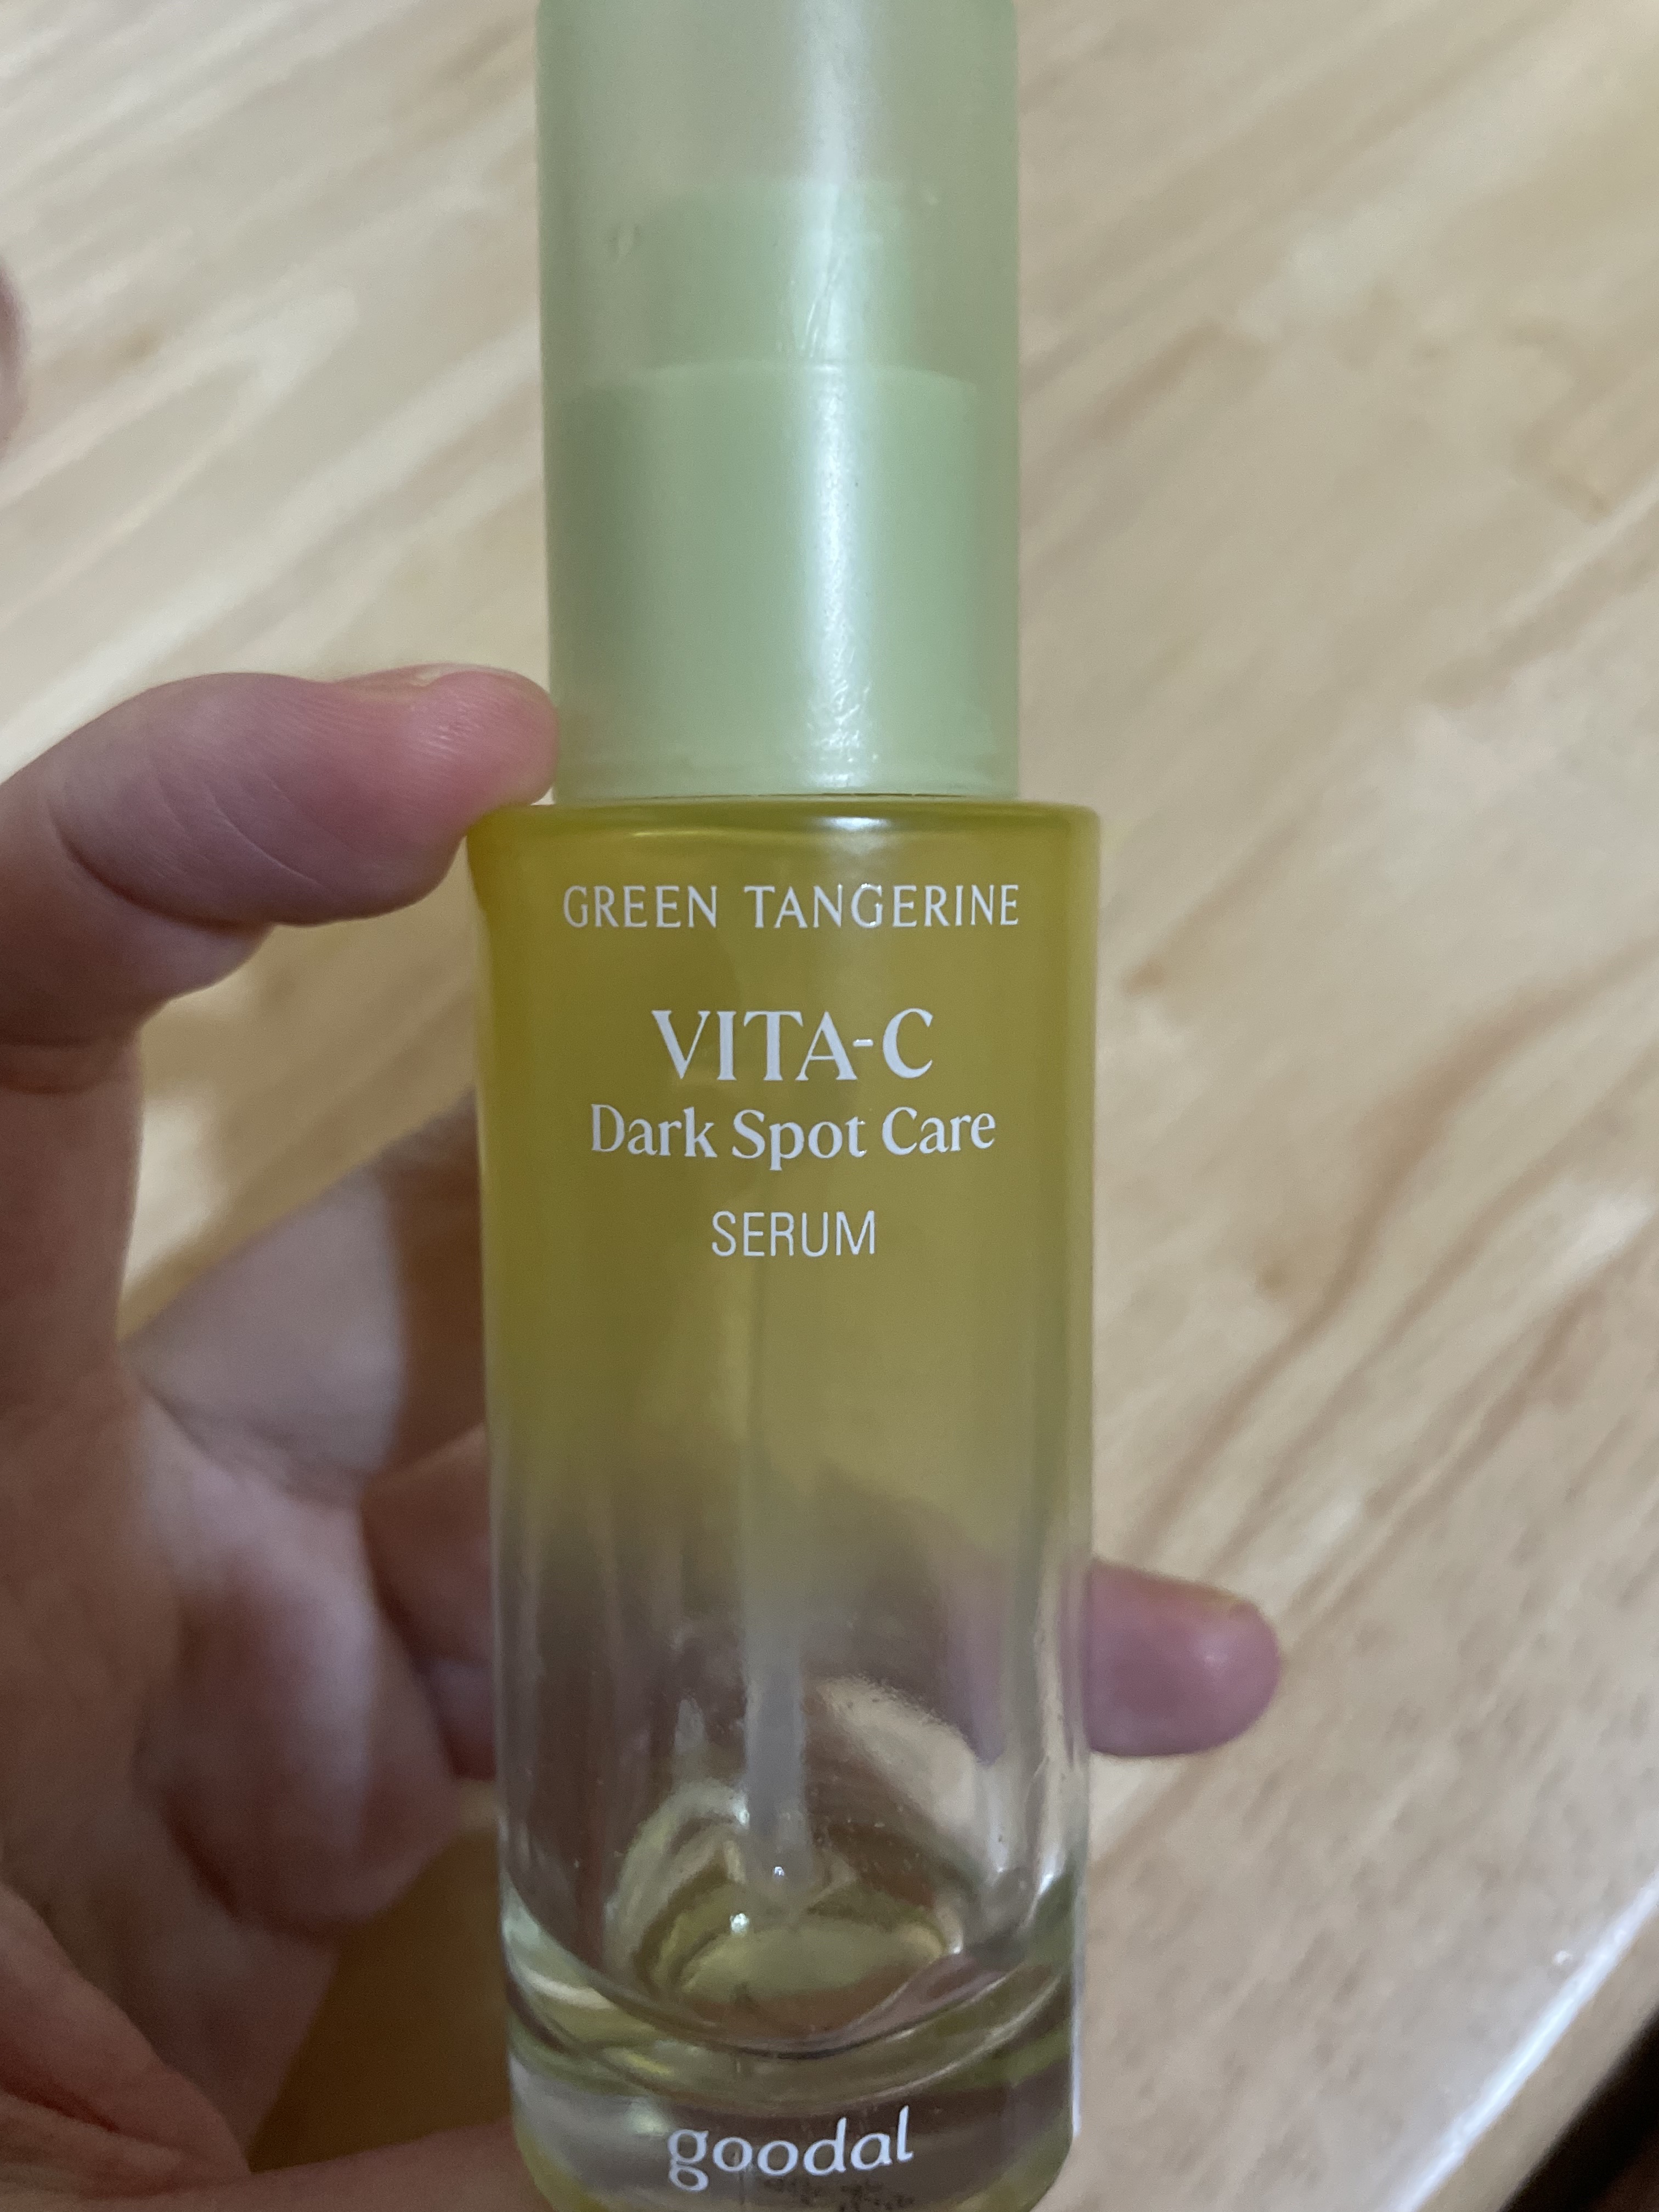 GREEN TANGERINE
VITA-C
Dark Spot Care
SERUM
goodal